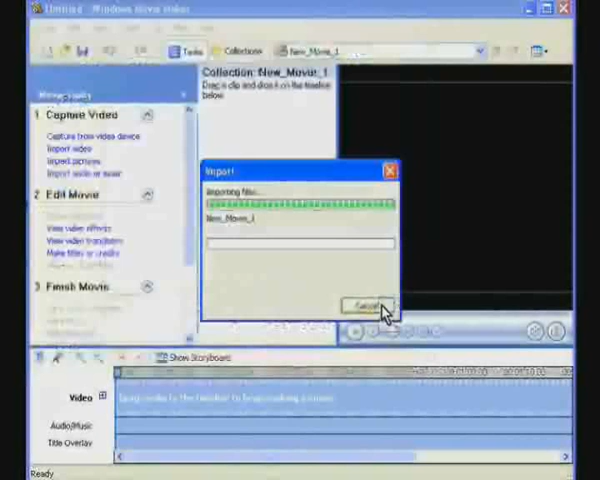 Untitled - Windows Movie Maker
Tasks
Collections
New_Movie_1
Collection: New_Movie_1
Drag a clip and drop it on the timeline
below.
1 Capture Video
Capture from video device
Import video
Import pictures
Import audio or music
2 Edit Movie
View video effects
View video transitions
Make titles or credits
3 Finish Movie
Import
Importing files...
New_Movie_1
Cancel
Show Storyboard
Video
Drag media to the timeline to begin making a movie.
Audio/Music
Title Overlay
Ready